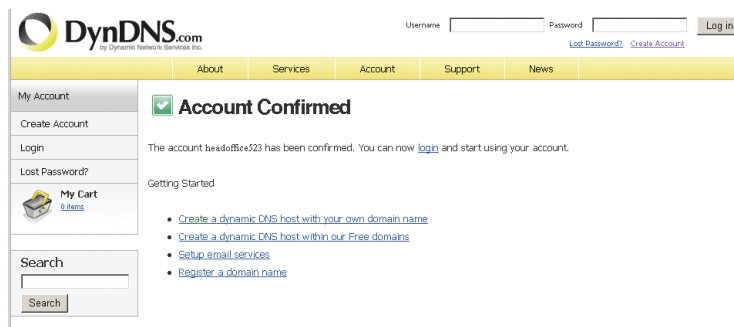 DynDNS.com
by Dynamic Network Services Inc.
Username
Password
Log in
Lost Password? Create Account
About Services Account Support News
My Account
Create Account
Login
Lost Password?
My Cart
0 items
Search
Search
Account Confirmed
The account headoffice523 has been confirmed. You can now login and start using your account.
Getting Started
Create a dynamic DNS host with your own domain name
Create a dynamic DNS host within our Free domains
Setup email services
Register a domain name